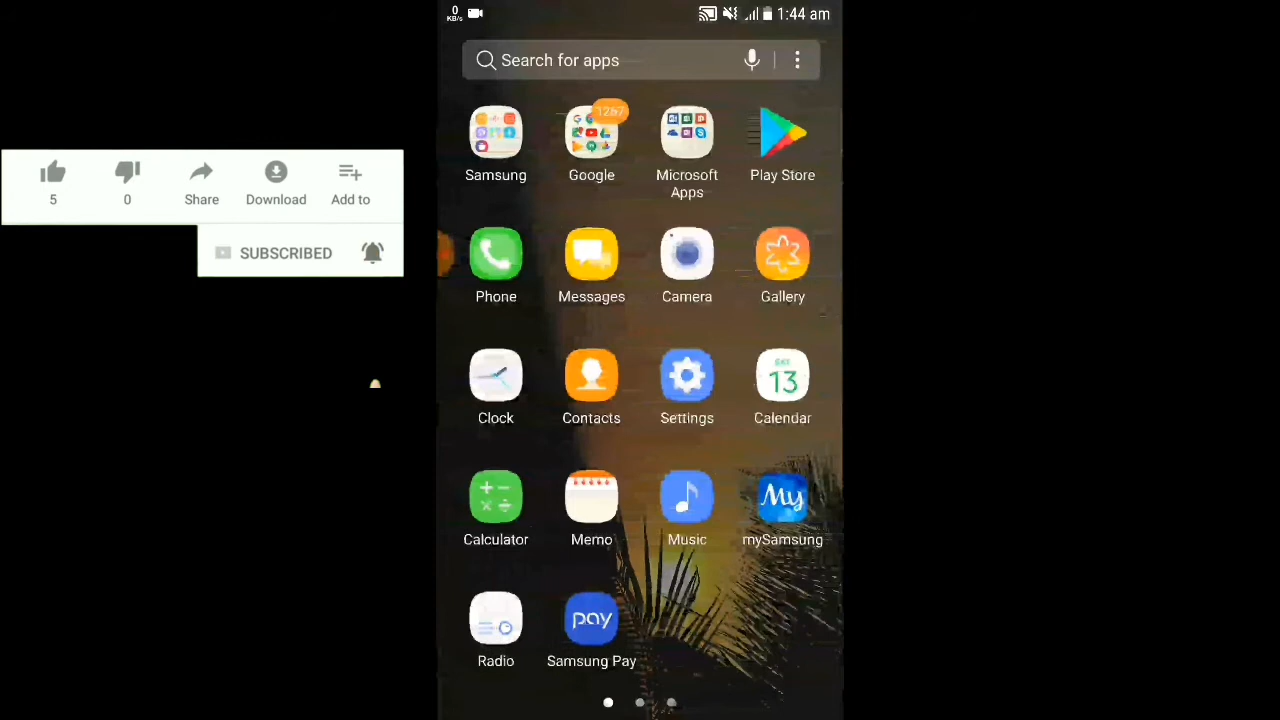 0
KB/s
1:44 am
Search for apps
1267
Samsung
Google
Microsoft
Apps
Play Store
5
0
Share
Download
Add to
SUBSCRIBED
Phone
Messages
Camera
Gallery
13
Clock
Contacts
Settings
Calendar
My
Calculator
Memo
Music
mySamsung
pay
Radio
Samsung Pay